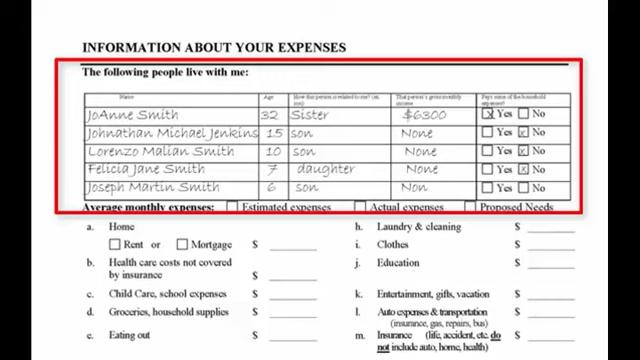 INFORMATION ABOUT YOUR EXPENSES
The following people live with me:
Name Age How this person is related to me? (ex. son) That person's gross monthly income Pays some of the household expenses?
JoAnne Smith 32 Sister $6300 Yes No
Johnathan Michael Jenkins 15 son None Yes No
Lorenzo Malian Smith 10 son None Yes No
Felicia Jane Smith 7 daughter None Yes No
Joseph Martin Smith 6 son Non Yes No
Average monthly expenses: Estimated expenses Actual expenses Proposed Needs
a. Home
Rent or Mortgage $
b. Health care costs not covered
by insurance $
c. Child Care, school expenses $
d. Groceries, household supplies $
e. Eating out $
h. Laundry & cleaning $
i. Clothes $
j. Education $
k. Entertainment, gifts, vacation $
l. Auto expenses & transportation $
(insurance, gas, repairs, bus)
m. Insurance (life, accident, etc. do $
not include auto, home, health)